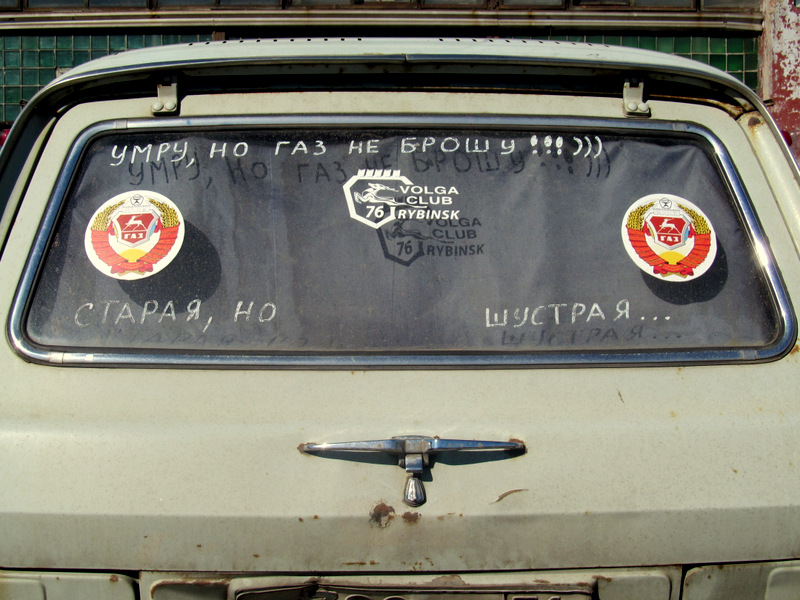 УМРУ, НО ГАЗ НЕ БРОШУ!!!)))
VOLGA
CLUB
76 RYBINSK
ГАЗ
ГАЗ
СТАРАЯ, НО ШУСТРАЯ...